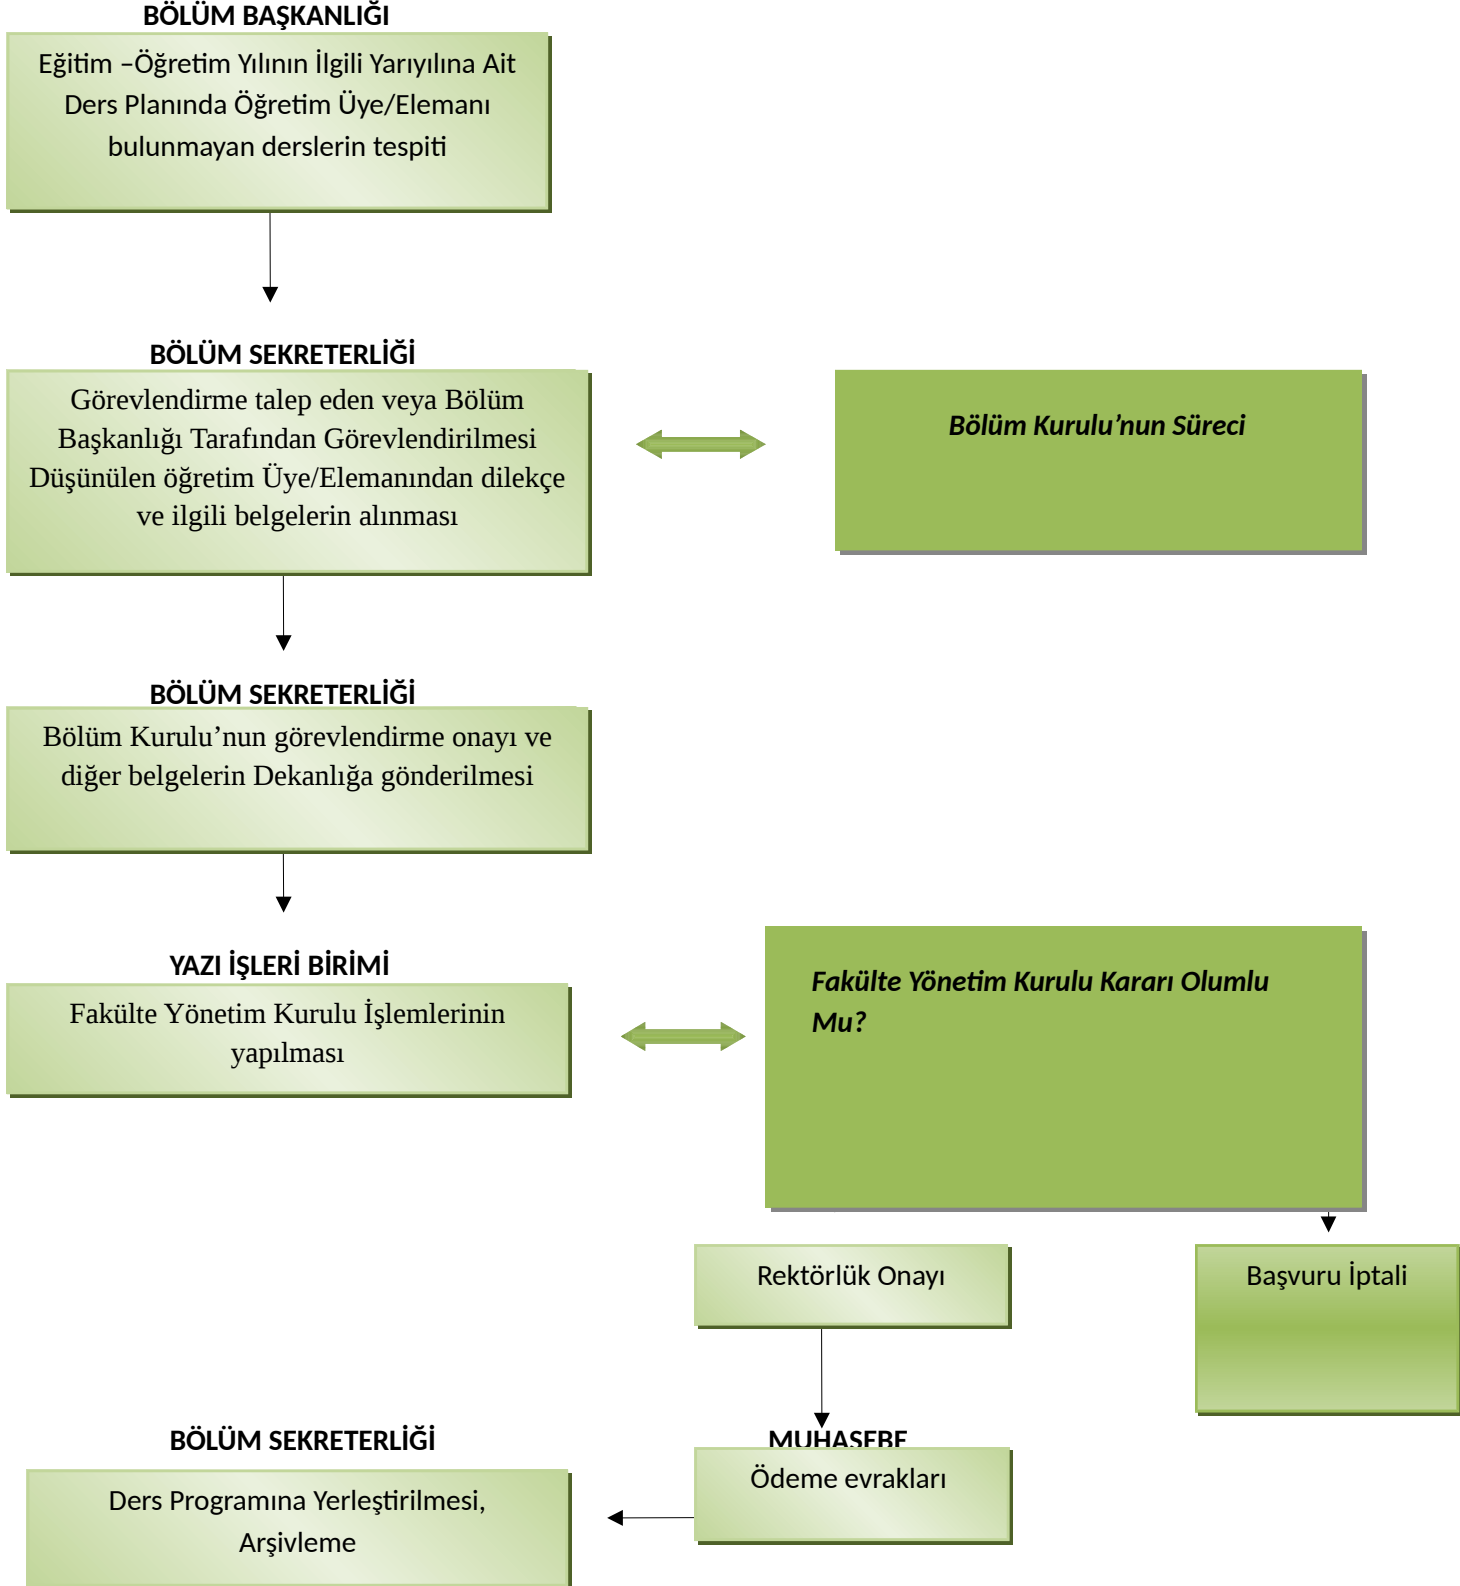 BÖLÜM BAŞKANLIĞI
Eğitim –Öğretim Yılının İlgili Yarıyılına Ait
Ders Planında Öğretim Üye/Elemanı
bulunmayan derslerin tespiti
BÖLÜM SEKRETERLİĞİ
Görevlendirme talep eden veya Bölüm
Başkanlığı Tarafından Görevlendirilmesi
Düşünülen öğretim Üye/Elemanından dilekçe
ve ilgili belgelerin alınması
Bölüm Kurulu’nun Süreci
BÖLÜM SEKRETERLİĞİ
Bölüm Kurulu’nun görevlendirme onayı ve
diğer belgelerin Dekanlığa gönderilmesi
YAZI İŞLERİ BİRİMİ
Fakülte Yönetim Kurulu İşlemlerinin
yapılması
Fakülte Yönetim Kurulu Kararı Olumlu
Mu?
Rektörlük Onayı
Başvuru İptali
MUHASEBE
Ödeme evrakları
BÖLÜM SEKRETERLİĞİ
Ders Programına Yerleştirilmesi,
Arşivleme